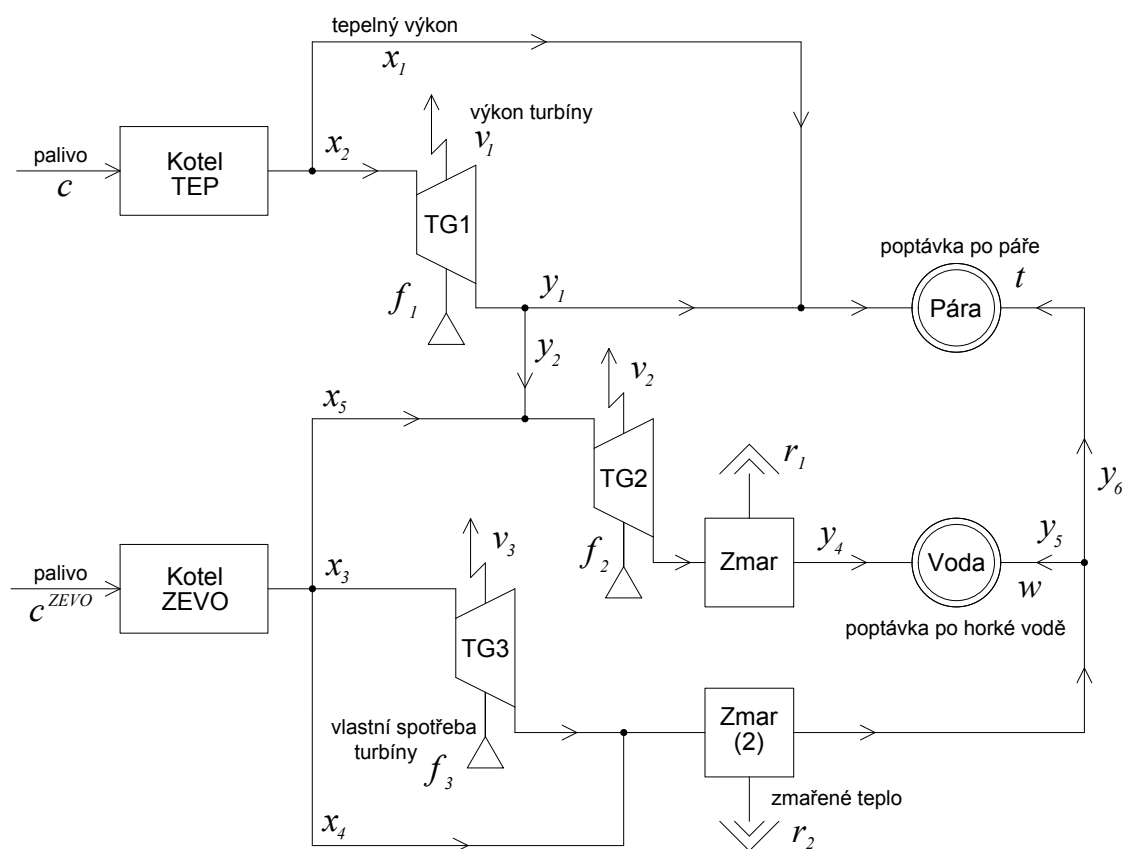 tepelný výkon
x₁
výkon turbíny
v₁
palivo
c
Kotel
TEP
x₂
TG1
f₁
y₁
poptávka po páře
t
Pára
y₂
v₂
x₅
TG2
r₁
y₆
palivo
c^ZEVO
Kotel
ZEVO
x₃
v₃
f₂
Zmar
y₄
Voda
y₅
w
poptávka po horké vodě
TG3
vlastní spotřeba
turbíny
f₃
Zmar
(2)
zmařené teplo
r₂
x₄